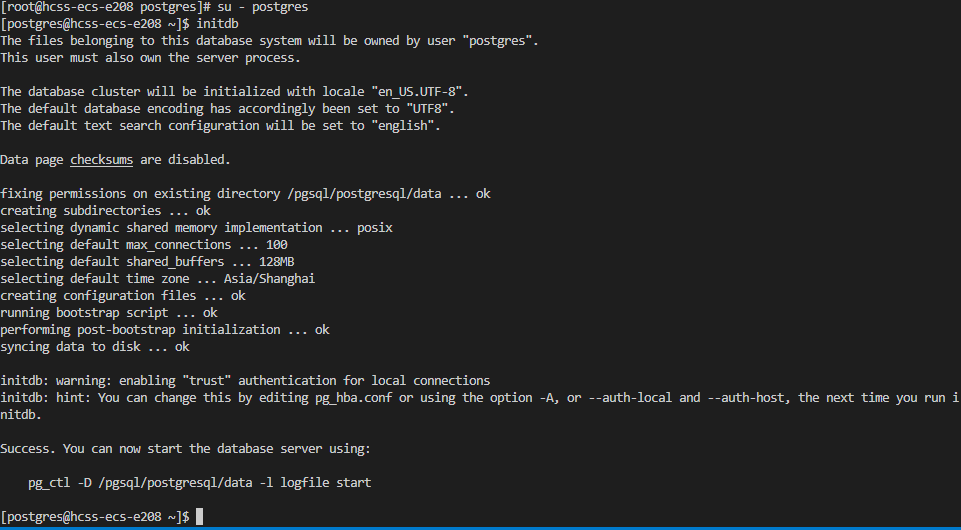 [root@hcss-ecs-e208 postgres]# su - postgres
[postgres@hcss-ecs-e208 ~]$ initdb
The files belonging to this database system will be owned by user "postgres".
This user must also own the server process.
The database cluster will be initialized with locale "en_US.UTF-8".
The default database encoding has accordingly been set to "UTF8".
The default text search configuration will be set to "english".
Data page checksums are disabled.
fixing permissions on existing directory /pgsql/postgresql/data ... ok
creating subdirectories ... ok
selecting dynamic shared memory implementation ... posix
selecting default max_connections ... 100
selecting default shared_buffers ... 128MB
selecting default time zone ... Asia/Shanghai
creating configuration files ... ok
running bootstrap script ... ok
performing post-bootstrap initialization ... ok
syncing data to disk ... ok
initdb: warning: enabling "trust" authentication for local connections
initdb: hint: You can change this by editing pg_hba.conf or using the option -A, or --auth-local and --auth-host, the next time you run i
nitdb.
Success. You can now start the database server using:
pg_ctl -D /pgsql/postgresql/data -l logfile start
[postgres@hcss-ecs-e208 ~]$